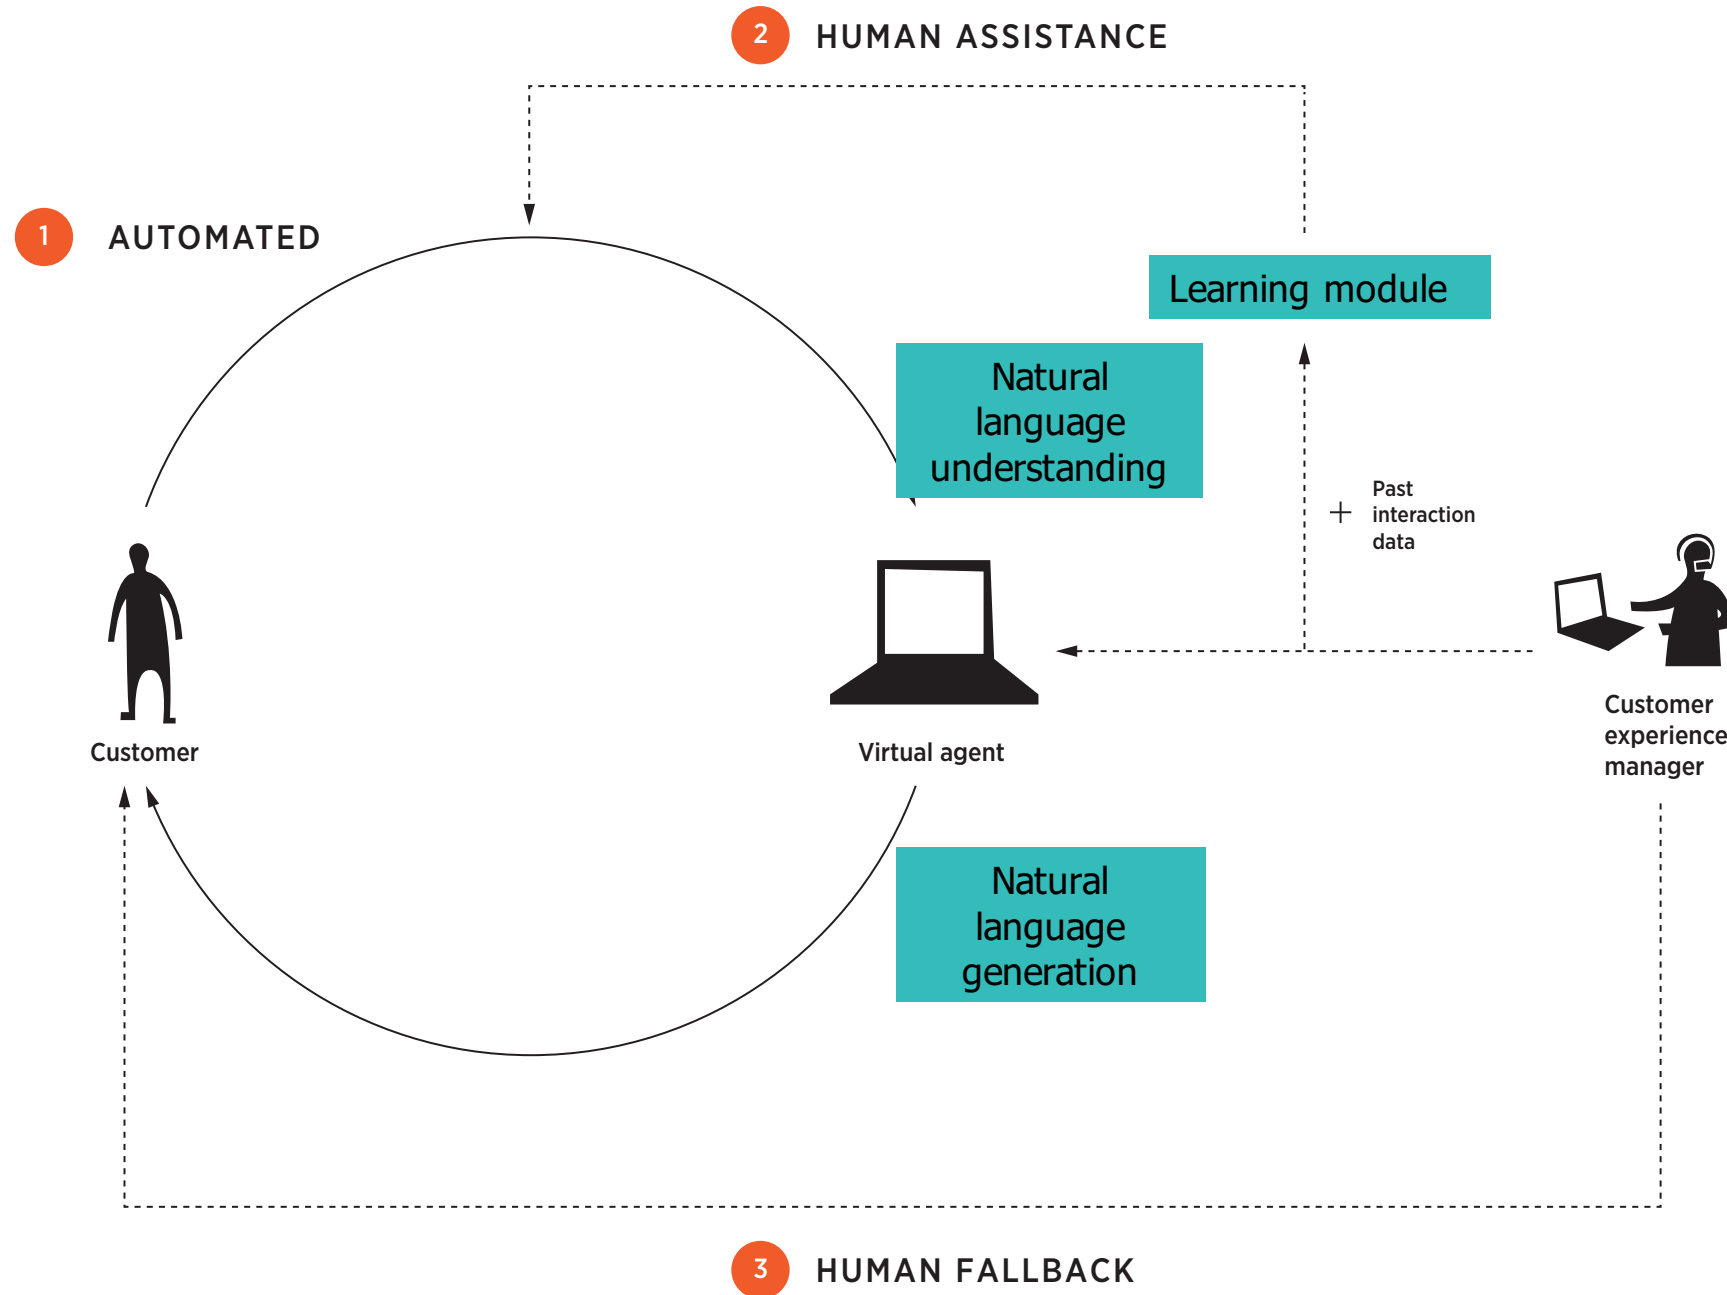 2 HUMAN ASSISTANCE
1 AUTOMATED
Learning module
Natural
language
understanding
+ Past
interaction
data
Customer
Virtual agent
Customer
experience
manager
Natural
language
generation
3 HUMAN FALLBACK